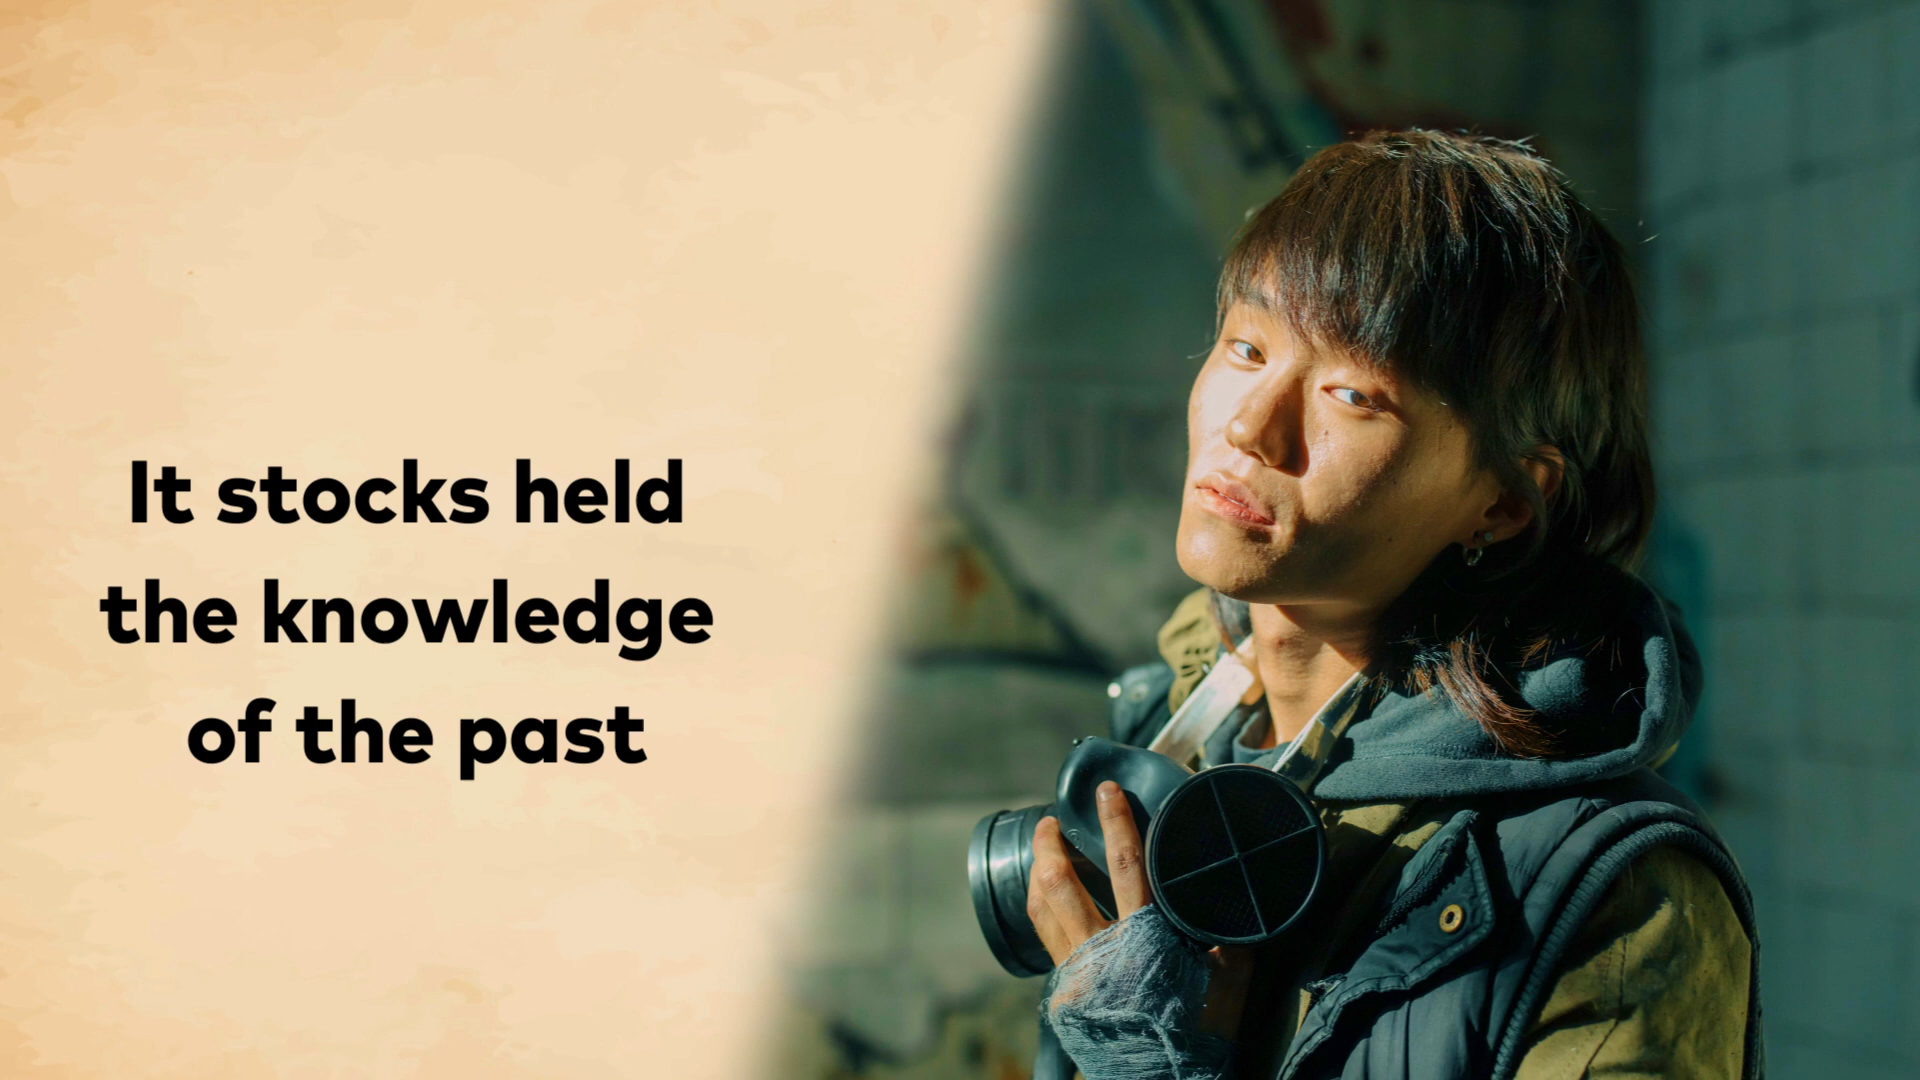 It stocks held
the knowledge
of the past